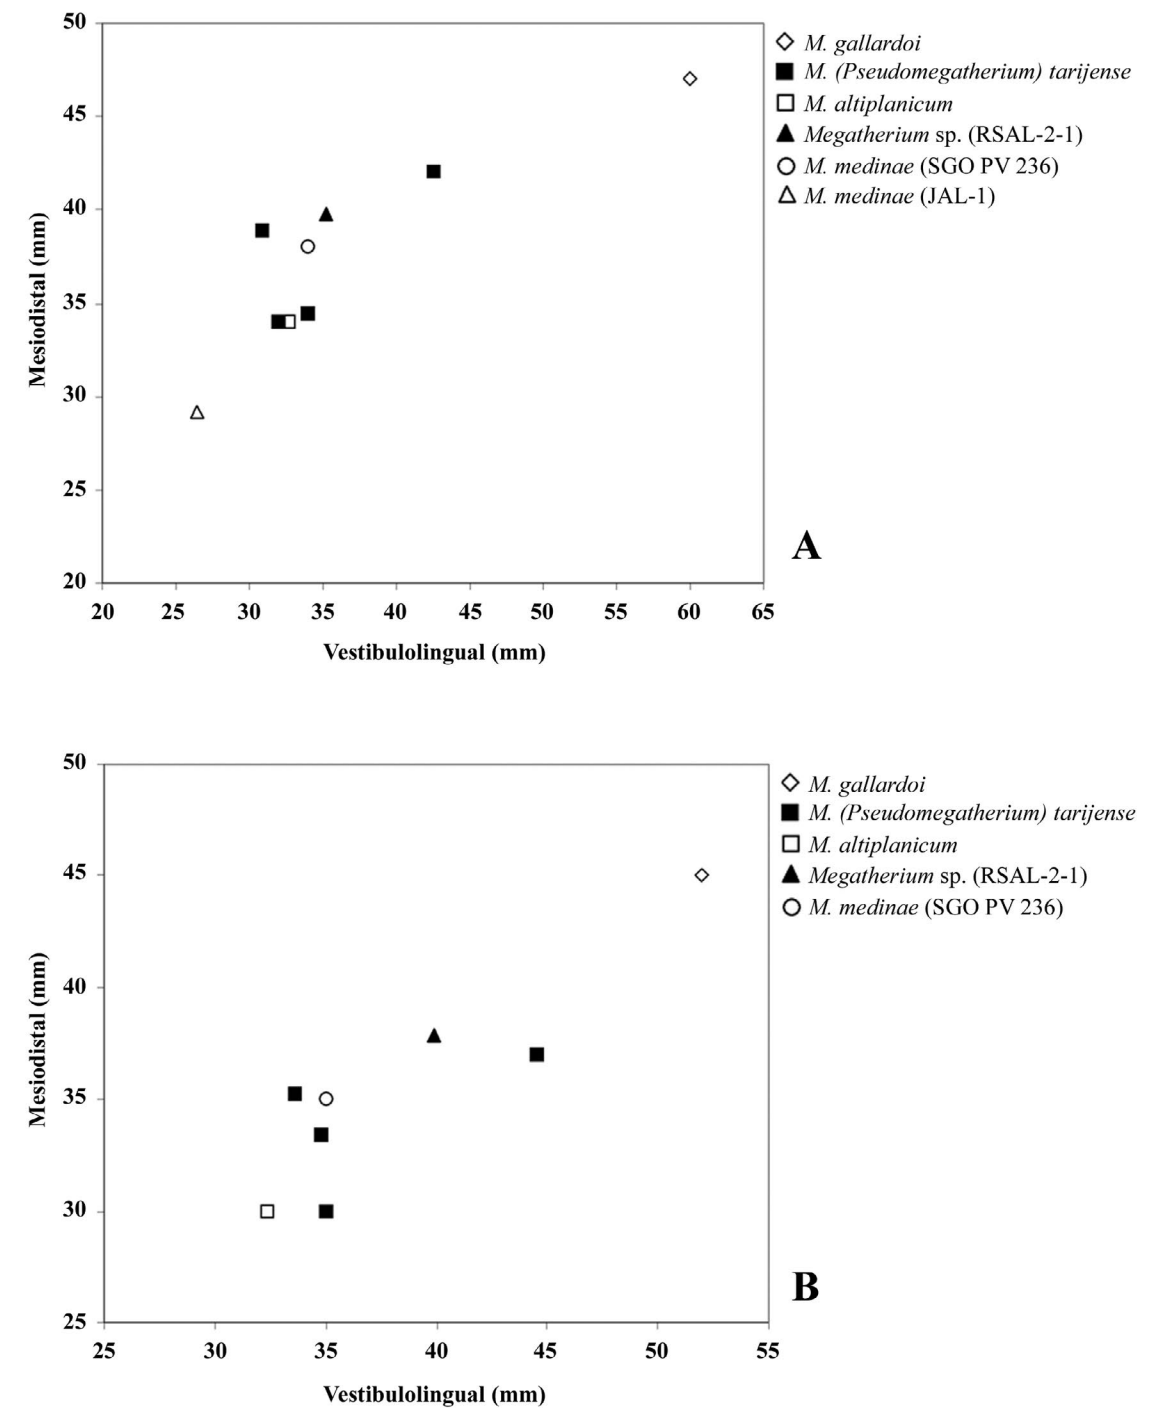 50
45
40
35
30
25
20
Mesiodistal (mm)
20 25 30 35 40 45 50 55 60 65
Vestibulolingual (mm)
M. gallardoi
M. (Pseudomegatherium) tarijense
M. altiplanicum
Megatherium sp. (RSAL-2-1)
M. medinae (SGO PV 236)
M. medinae (JAL-1)
A
50
45
40
35
30
25
Mesiodistal (mm)
25 30 35 40 45 50 55
Vestibulolingual (mm)
M. gallardoi
M. (Pseudomegatherium) tarijense
M. altiplanicum
Megatherium sp. (RSAL-2-1)
M. medinae (SGO PV 236)
B